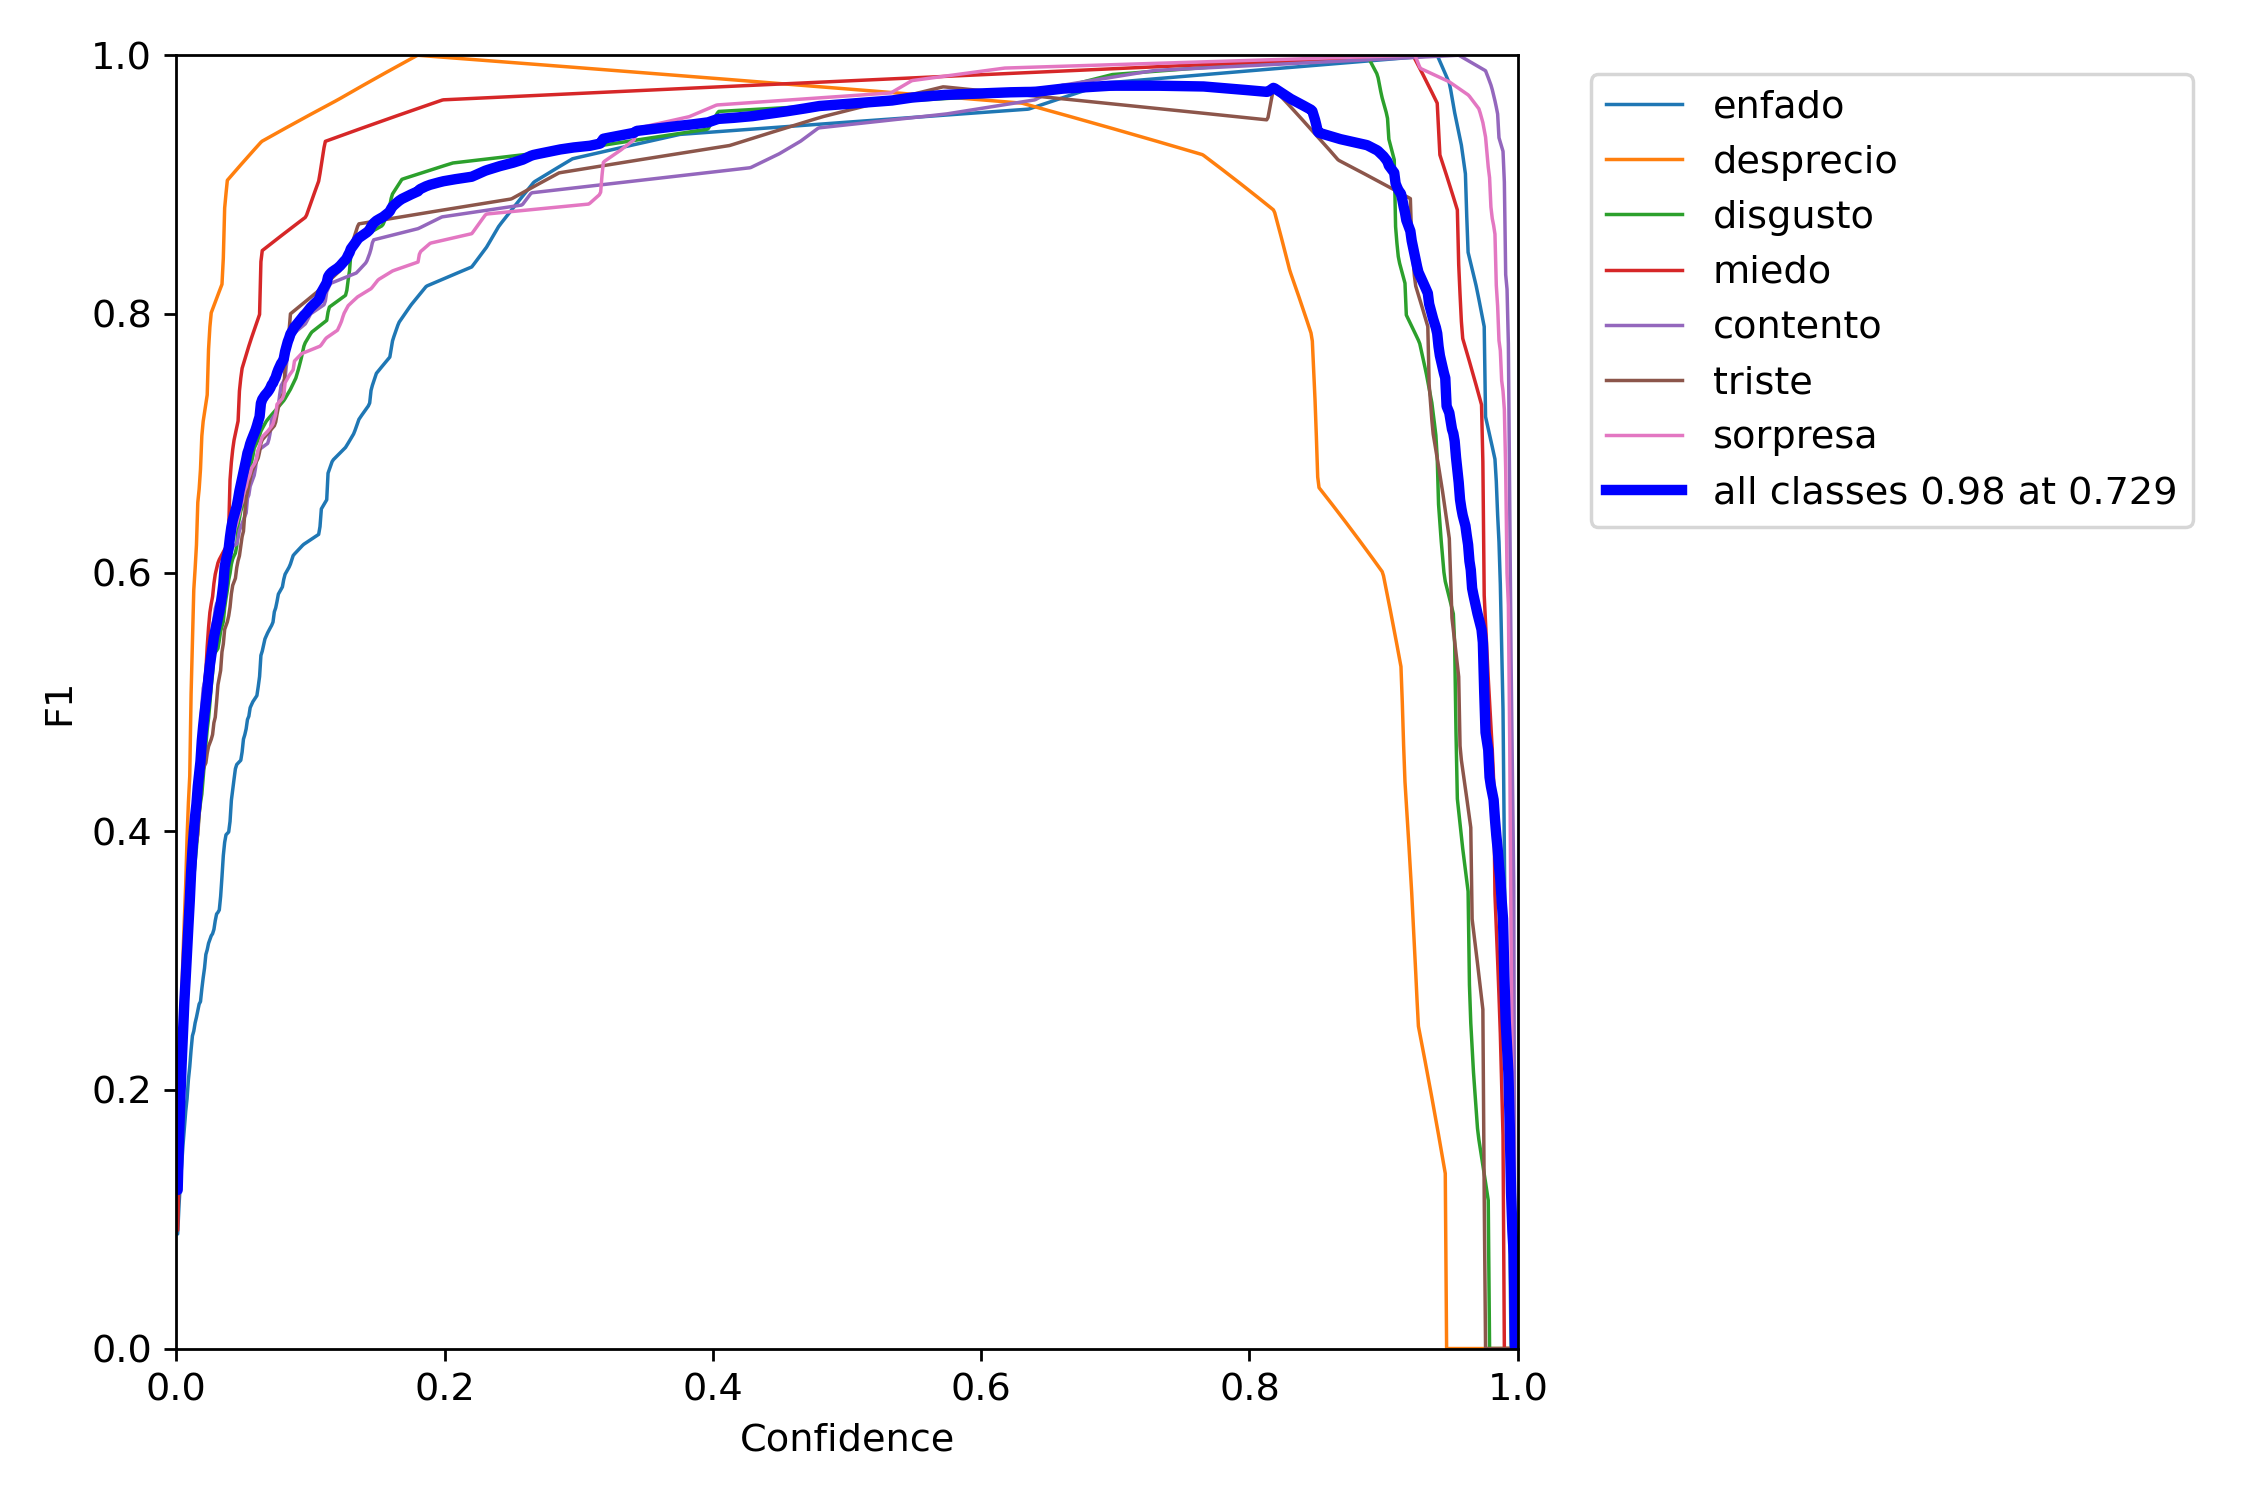 1.0
0.8
0.6
0.4
0.2
0.0
F1
0.0 0.2 0.4 0.6 0.8 1.0
Confidence
enfado
desprecio
disgusto
miedo
contento
triste
sorpresa
all classes 0.98 at 0.729